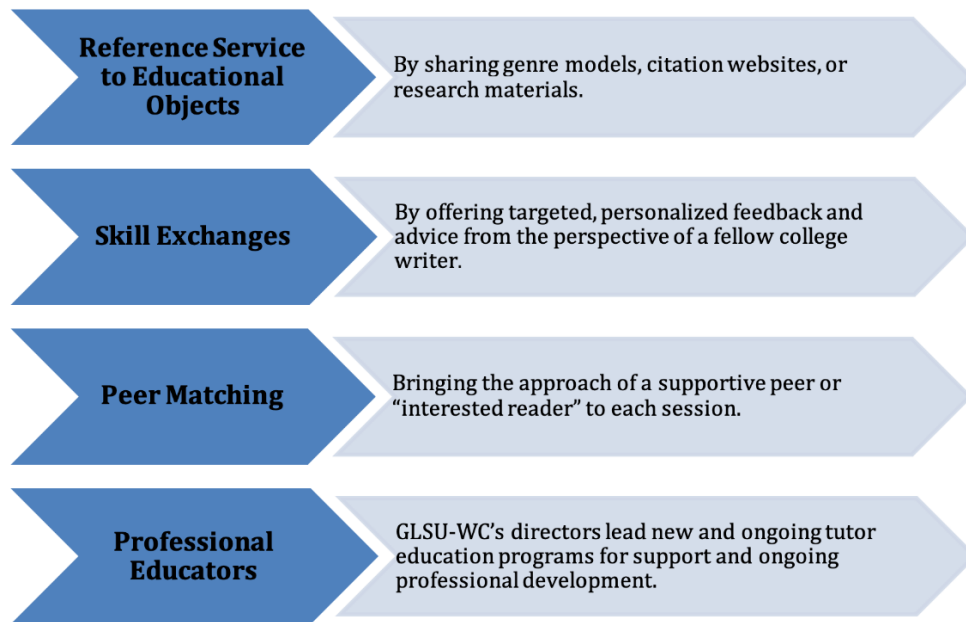 Reference Service
to Educational
Objects
By sharing genre models, citation websites, or
research materials.
Skill Exchanges
By offering targeted, personalized feedback and
advice from the perspective of a fellow college
writer.
Peer Matching
Bringing the approach of a supportive peer or
“interested reader” to each session.
Professional
Educators
GLSU-WC’s directors lead new and ongoing tutor
education programs for support and ongoing
professional development.